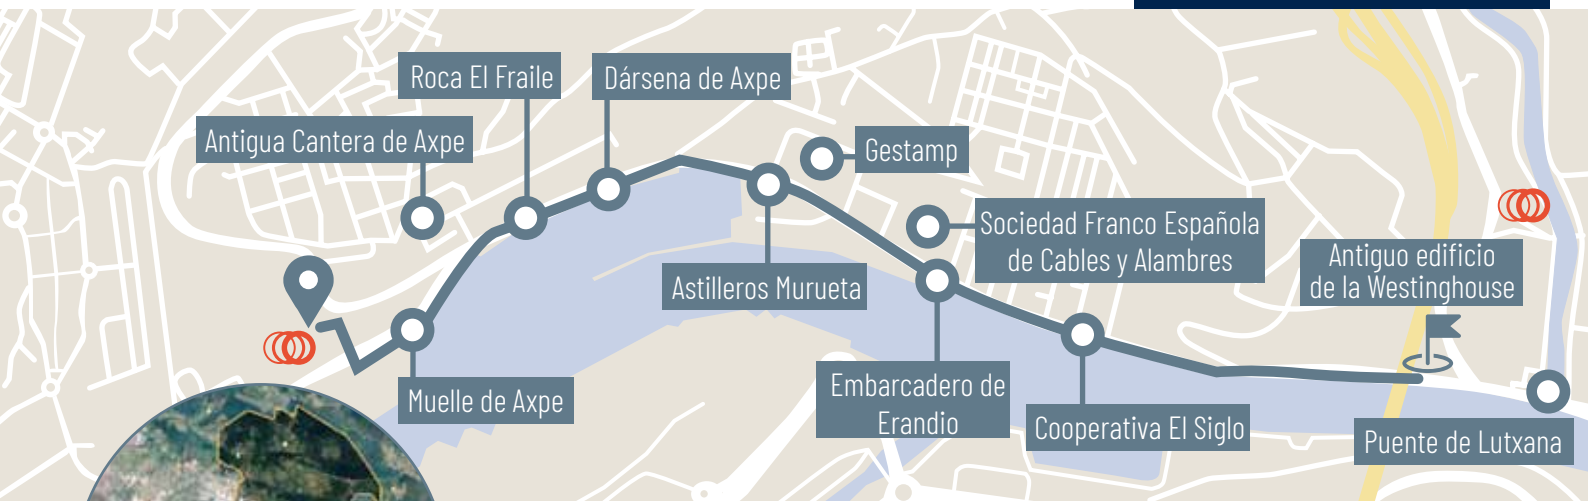 Roca El Fraile
Dársena de Axpe
Antigua Cantera de Axpe
Gestamp
Sociedad Franco Española
de Cables y Alambres
Antiguo edificio
de la Westinghouse
Astilleros Murueta
Muelle de Axpe
Embarcadero de
Erandio
Cooperativa El Siglo
Puente de Lutxana